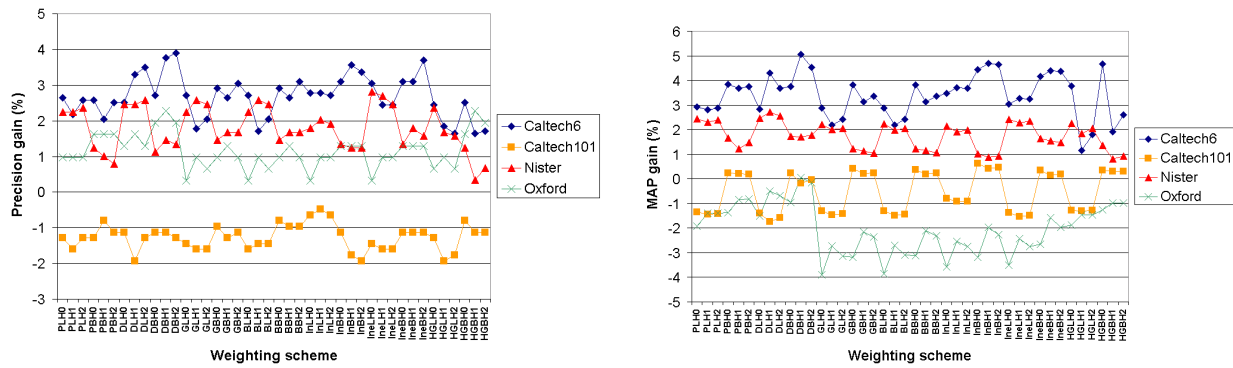 Precision gain (%)
5
4
3
2
1
0
-1
-2
-3
PLH0 PLH1 PLH2 PBH0 PBH1 PBH2 DLH0 DLH1 DLH2 DBH0 DBH1 DBH2 GLH0 GLH1 GLH2 GBH0 GBH1 GBH2 BLH0 BLH1 BLH2 BBH0 BBH1 BBH2 InLH0 InLH1 InLH2 InBH0 InBH1 InBH2 IneLH0 IneLH1 IneLH2 IneBH0 IneBH1 IneBH2 HGLH0 HGLH1 HGLH2 HGBH0 HGBH1 HGBH2
Weighting scheme
Caltech6
Caltech101
Nister
Oxford
MAP gain (%)
6
5
4
3
2
1
0
-1
-2
-3
-4
-5
PLH0 PLH1 PLH2 PBH0 PBH1 PBH2 DLH0 DLH1 DLH2 DBH0 DBH1 DBH2 GLH0 GLH1 GLH2 GBH0 GBH1 GBH2 BLH0 BLH1 BLH2 BBH0 BBH1 BBH2 InLH0 InLH1 InLH2 InBH0 InBH1 InBH2 IneLH0 IneLH1 IneLH2 IneBH0 IneBH1 IneBH2 HGLH0 HGLH1 HGLH2 HGBH0 HGBH1 HGBH2
Weighting scheme
Caltech6
Caltech101
Nister
Oxford